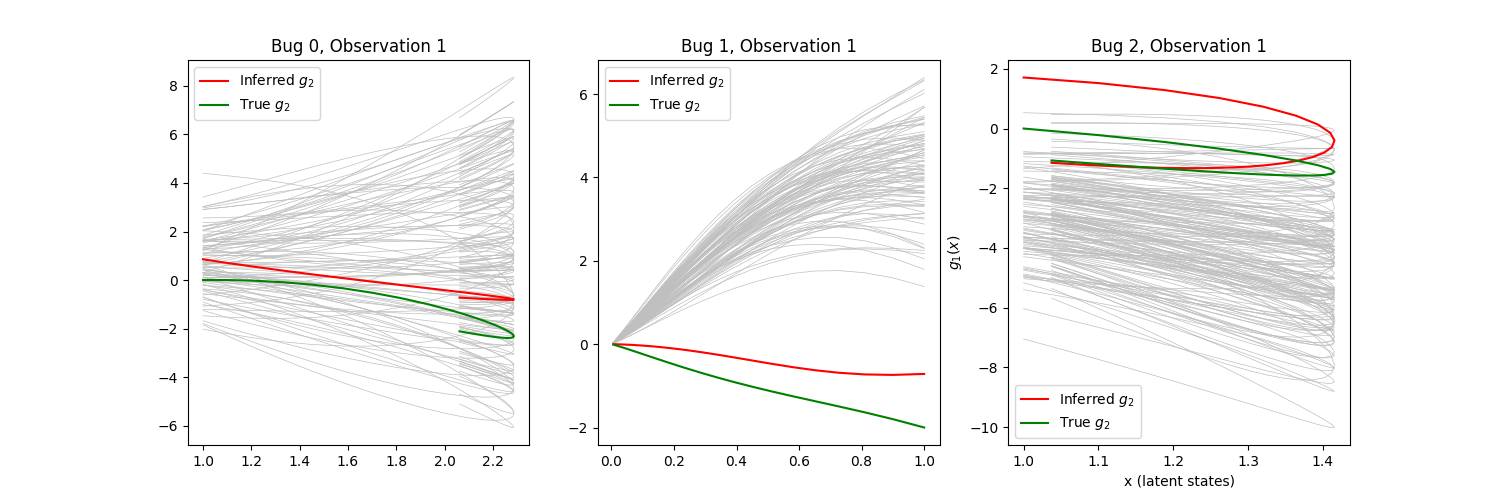 Bug 0, Observation 1
Inferred g₂
True g₂
8
6
4
2
0
−2
−4
−6
1.0 1.2 1.4 1.6 1.8 2.0 2.2
Bug 1, Observation 1
Inferred g₂
True g₂
6
4
2
0
−2
0.0 0.2 0.4 0.6 0.8 1.0
Bug 2, Observation 1
g₁(x)
2
0
−2
−4
−6
−8
−10
Inferred g₂
True g₂
1.0 1.1 1.2 1.3 1.4
x (latent states)